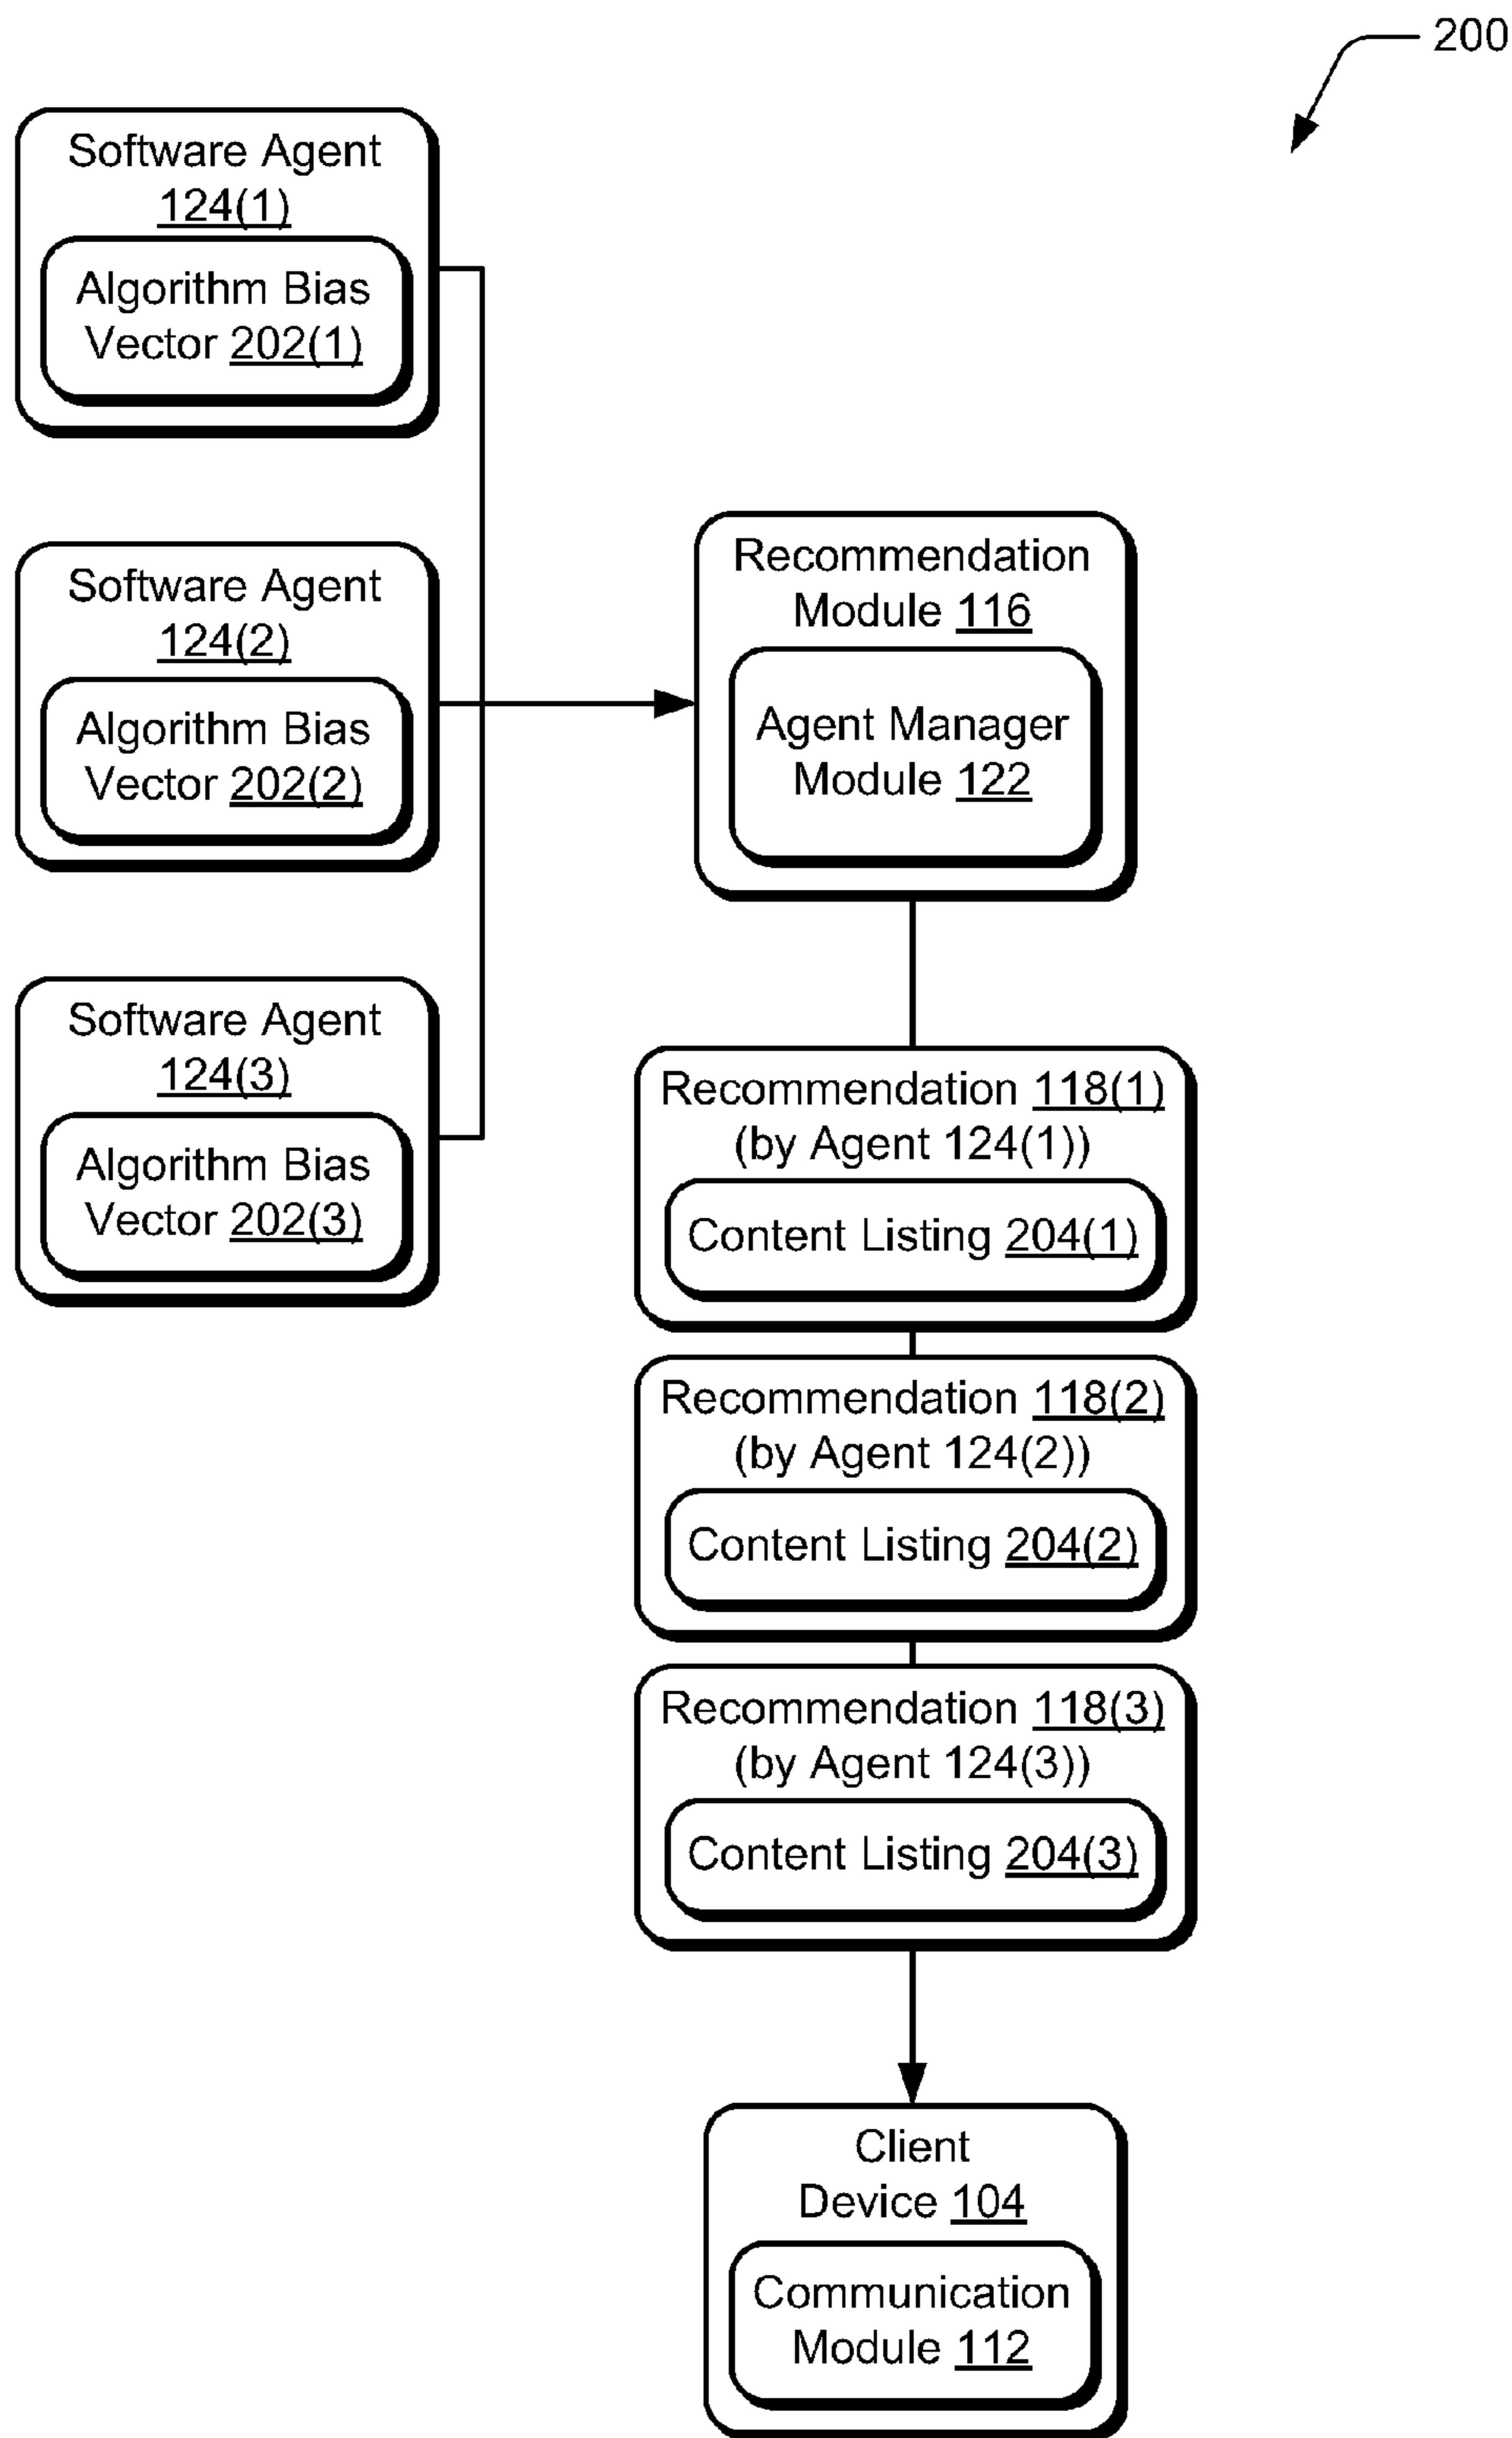 200
Software Agent
124(1)
Algorithm Bias
Vector 202(1)
Software Agent
124(2)
Algorithm Bias
Vector 202(2)
Software Agent
124(3)
Algorithm Bias
Vector 202(3)
Recommendation
Module 116
Agent Manager
Module 122
Recommendation 118(1)
(by Agent 124(1))
Content Listing 204(1)
Recommendation 118(2)
(by Agent 124(2))
Content Listing 204(2)
Recommendation 118(3)
(by Agent 124(3))
Content Listing 204(3)
Client
Device 104
Communication
Module 112